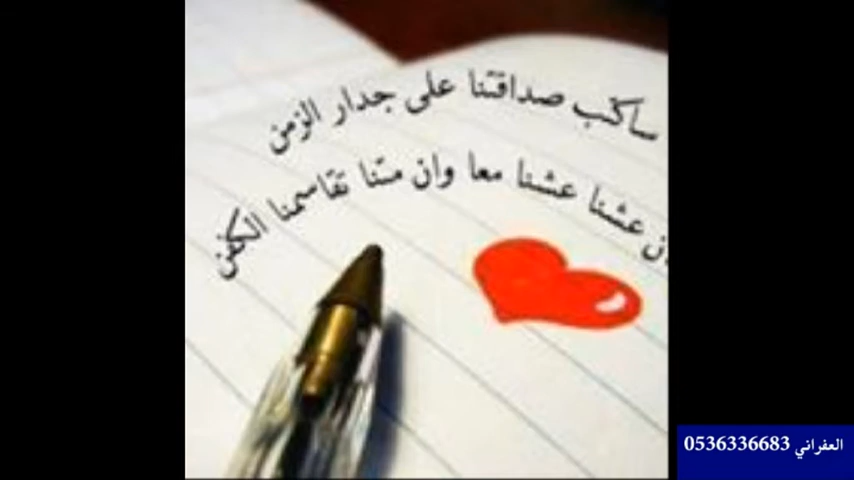 سأكتب صداقتنا على جدار الزمن
ان عشنا عشنا معا وان متنا تقاسمنا الكفن
العفراني 0536336683